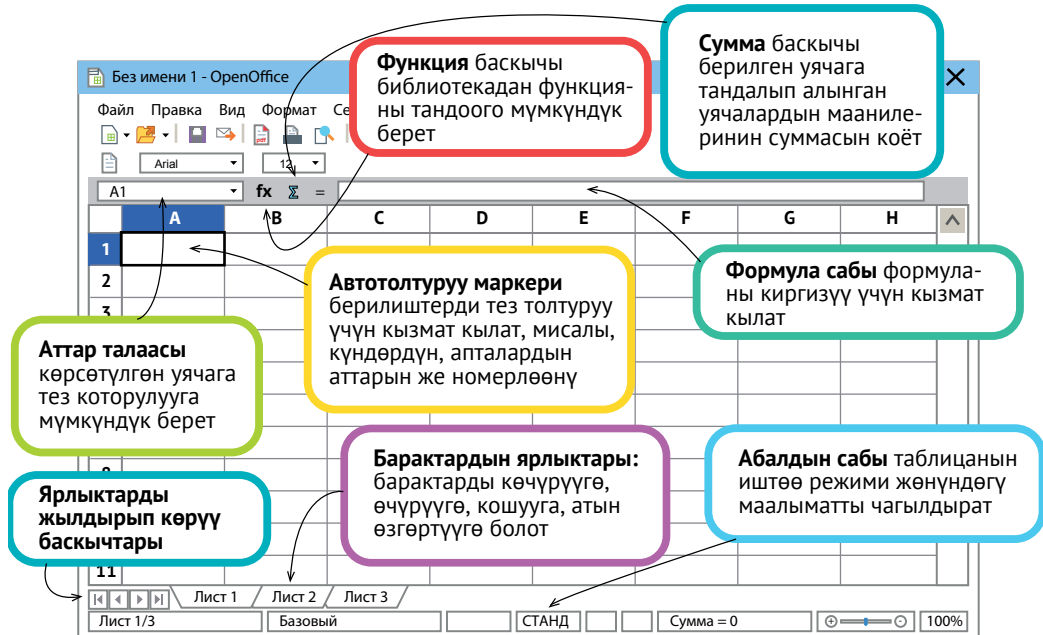 Без имени 1 - OpenOffice
Файл Правка Вид Формат Се
Arial 12
A1 fx Σ =
A B C D E F G H
1
2
3
11
Функция баскычы
библиотекадан функция-
ны тандоого мүмкүндүк
берет
Сумма баскычы
берилген уячага
тандалып алынган
уячалардын маániле-
ринин суммасын коёт
Автотолтуруу маркери
берилиштерди тез толтуруу
үчүн кызмат кылат, мисалы,
күндөрдүн, апталардын
аттарын же номерлөөнү
Формула сабы формула-
ны киргизүү үчүн кызмат
кылат
Аттар талаасы
көрсөтүлгөн уячага
тез которулууга
мүмкүндүк берет
Барактардын ярлыктары:
барактарды көчүрүүгө,
өчүрүүгө, кошууга, атын
өзгөртүүгө болот
Абалдын сабы таблицанын
иштөө режими жөнүндөгү
маалыматты чагылдырат
Ярлыктарды
жылдырып көрүү
баскычтары
Лист 1 Лист 2 Лист 3
Лист 1/3 Базовый СТАНД Сумма = 0 100%